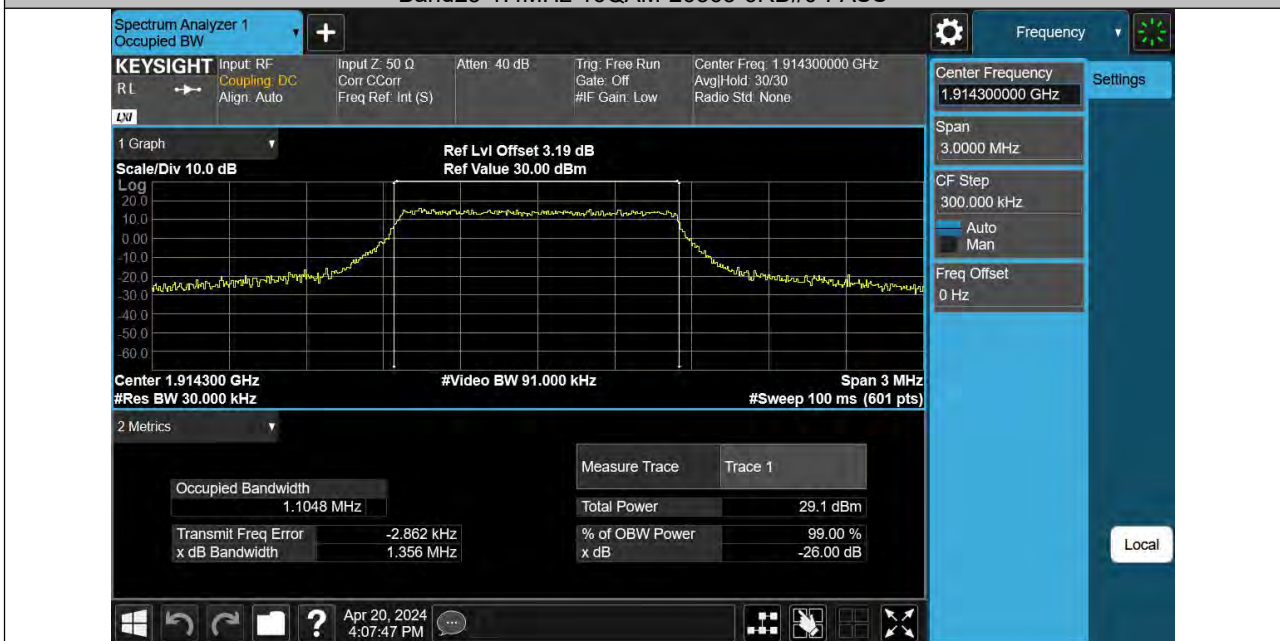 Spectrum Analyzer 1
Occupied BW
Frequency
KEYSIGHT
RL
LXI
Input: RF
Coupling: DC
Align: Auto
Input Z: 50 Ω
Corr CCorr
Freq Ref: Int (S)
Atten: 40 dB
Trig: Free Run
Gate: Off
#IF Gain: Low
Center Freq: 1.914300000 GHz
Avg|Hold: 30/30
Radio Std: None
Center Frequency
1.914300000 GHz
Settings
Span
3.0000 MHz
CF Step
300.000 kHz
Auto
Man
Freq Offset
0 Hz
Local
1 Graph
Scale/Div 10.0 dB
Ref Lvl Offset 3.19 dB
Ref Value 30.00 dBm
Log
20.0
10.0
0.00
-10.0
-20.0
-30.0
-40.0
-50.0
-60.0
Center 1.914300 GHz
#Video BW 91.000 kHz
Span 3 MHz
#Res BW 30.000 kHz
#Sweep 100 ms (601 pts)
2 Metrics
Measure Trace
Trace 1
Occupied Bandwidth
1.1048 MHz
Total Power
29.1 dBm
Transmit Freq Error
-2.862 kHz
% of OBW Power
99.00 %
x dB Bandwidth
1.356 MHz
x dB
-26.00 dB
?
Apr 20, 2024
4:07:47 PM